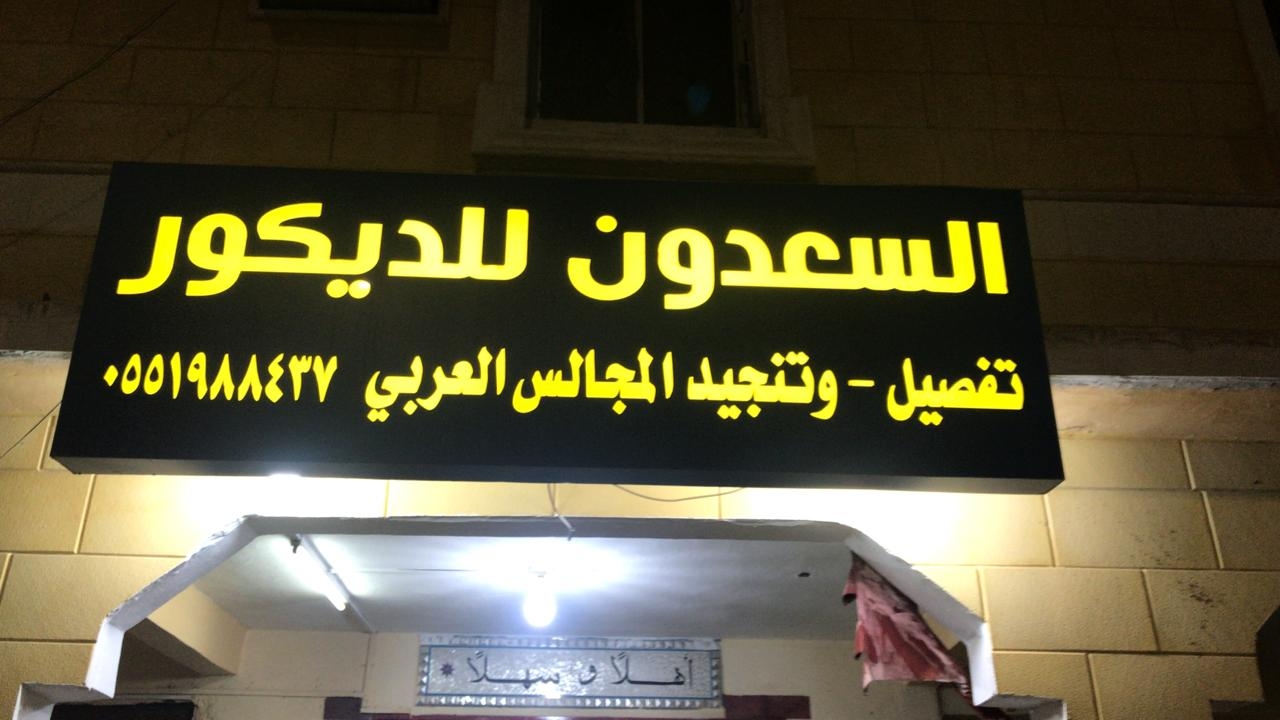 السعدون للديكور
تفصيل - وتنجيد المجالس العربي ٠٥٥١٩٨٨٤٣٧
أهلاً و سهلاً